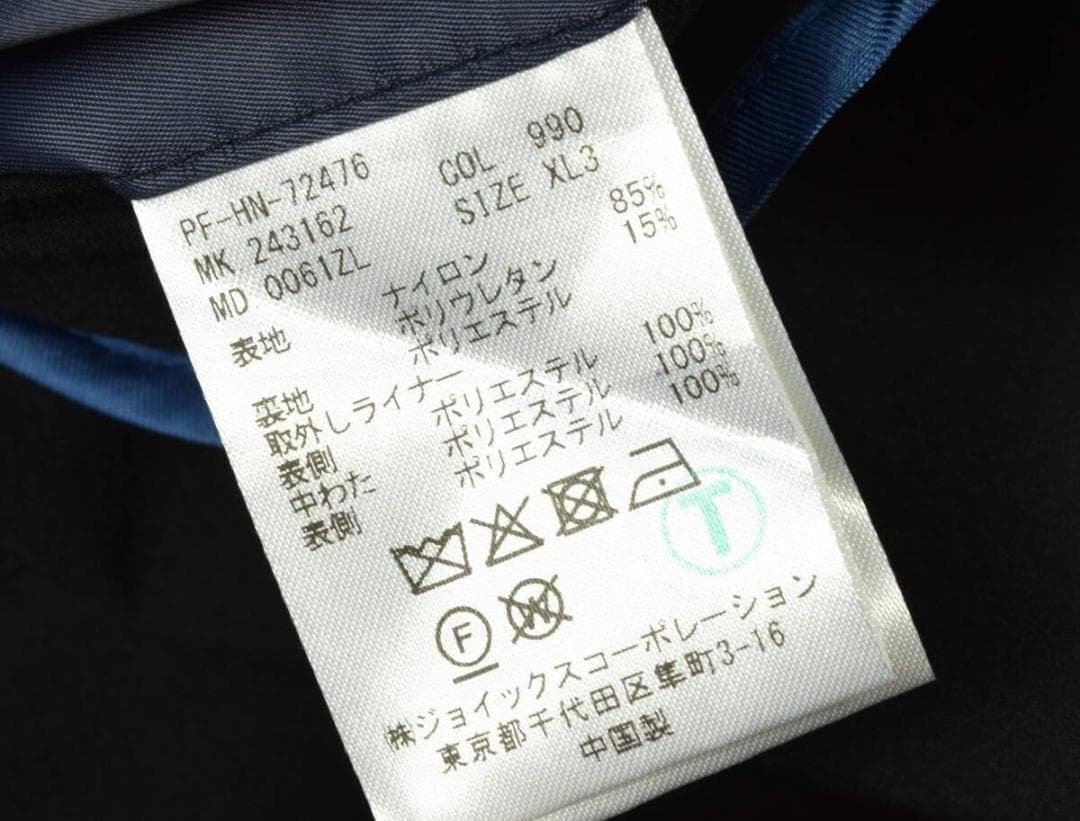 PF-HN-72476 COL 990
MK 243162 SIZE XL3
MD 0061ZL
表地 ナイロン 85%
ポリウレタン 15%
ポリエステル
裏地
取外しライナー
表側 ポリエステル 100%
中わた ポリエステル 100%
表側 ポリエステル 100%
T
F
W
㈱ジョイックスコーポレーション
東京都千代田区隼町3-16
中国製